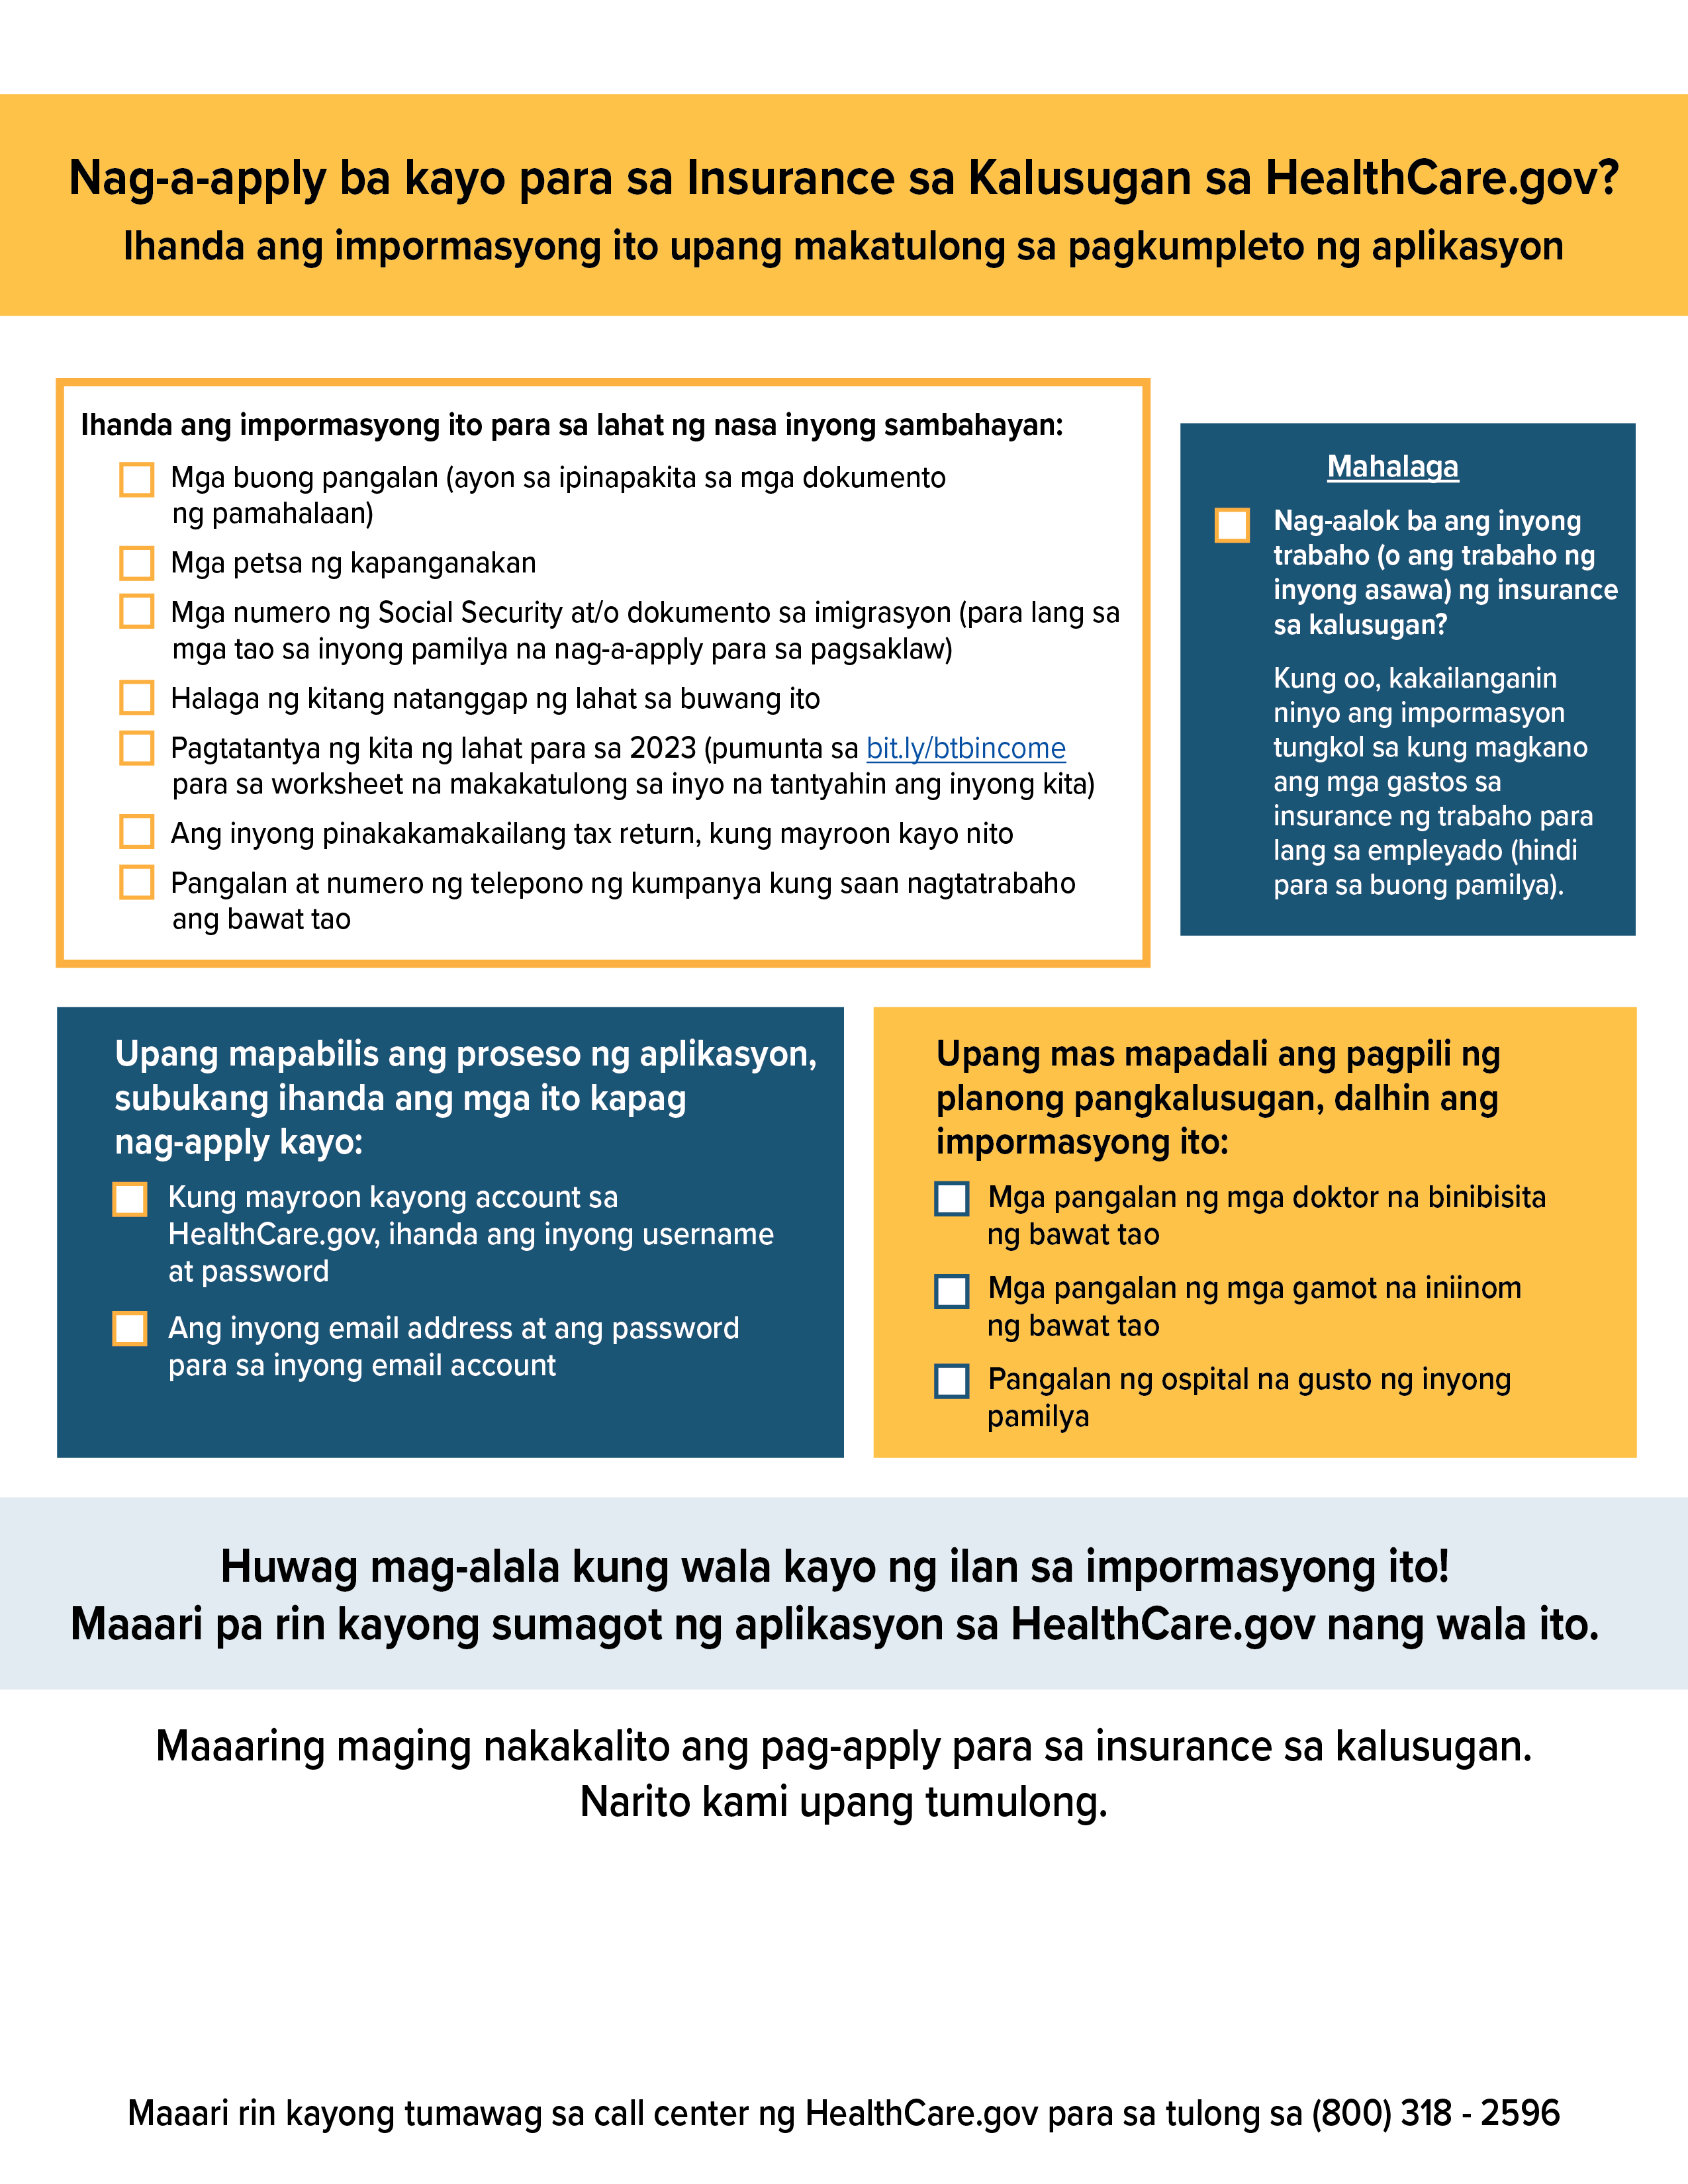 Nag-a-apply ba kayo para sa Insurance sa Kalusugan sa HealthCare.gov?
Ihanda ang impormasyong ito upang makatulong sa pagkumpleto ng aplikasyon
Ihanda ang impormasyong ito para sa lahat ng nasa inyong sambahayan:
Mga buong pangalan (ayon sa ipinapakita sa mga dokumento
ng pamahalaan)
Mga petsa ng kapanganakan
Mga numero ng Social Security at/o dokumento sa imigrasyon (para lang sa
mga tao sa inyong pamilya na nag-a-apply para sa pagsaklaw)
Halaga ng kitang natanggap ng lahat sa buwang ito
Pagtatantya ng kita ng lahat para sa 2023 (pumunta sa bit.ly/btbincome
para sa worksheet na makakatulong sa inyo na tantyahin ang inyong kita)
Ang inyong pinakakamakailang tax return, kung mayroon kayo nito
Pangalan at numero ng telepono ng kumpanya kung saan nagtatrabaho
ang bawat tao
Mahalaga
Nag-aalok ba ang inyong
trabaho (o ang trabaho ng
inyong asawa) ng insurance
sa kalusugan?
Kung oo, kakailanganin
ninyo ang impormasyon
tungkol sa kung magkano
ang mga gastos sa
insurance ng trabaho para
lang sa empleyado (hindi
para sa buong pamilya).
Upang mapabilis ang proseso ng aplikasyon,
subukang ihanda ang mga ito kapag
nag-apply kayo:
Kung mayroon kayong account sa
HealthCare.gov, ihanda ang inyong username
at password
Ang inyong email address at ang password
para sa inyong email account
Upang mas mapadali ang pagpili ng
planong pangkalusugan, dalhin ang
impormasyong ito:
Mga pangalan ng mga doktor na binibisita
ng bawat tao
Mga pangalan ng mga gamot na iniinom
ng bawat tao
Pangalan ng ospital na gusto ng inyong
pamilya
Huwag mag-alala kung wala kayo ng ilan sa impormasyong ito!
Maaari pa rin kayong sumagot ng aplikasyon sa HealthCare.gov nang wala ito.
Maaaring maging nakakalito ang pag-apply para sa insurance sa kalusugan.
Narito kami upang tumulong.
Maaari rin kayong tumawag sa call center ng HealthCare.gov para sa tulong sa (800) 318 - 2596